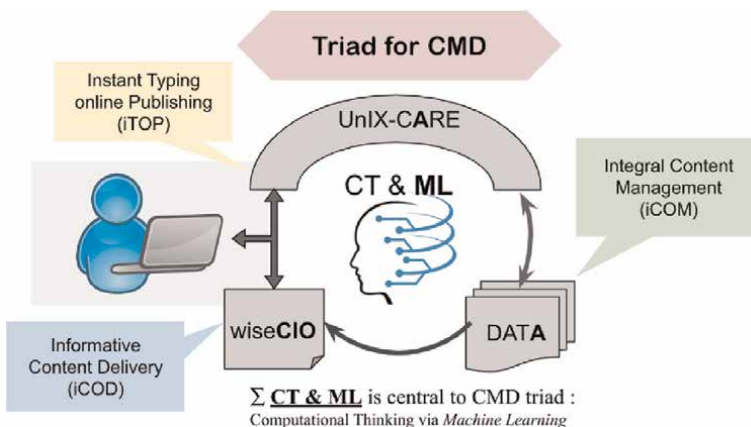 Triad for CMD
Instant Typing
online Publishing
(iTOP)
UnIX-CARE
CT & ML
Integral Content
Management
(iCOM)
wiseCIO
DATA
Informative
Content Delivery
(iCOD)
∑ CT & ML is central to CMD triad :
Computational Thinking via Machine Learning